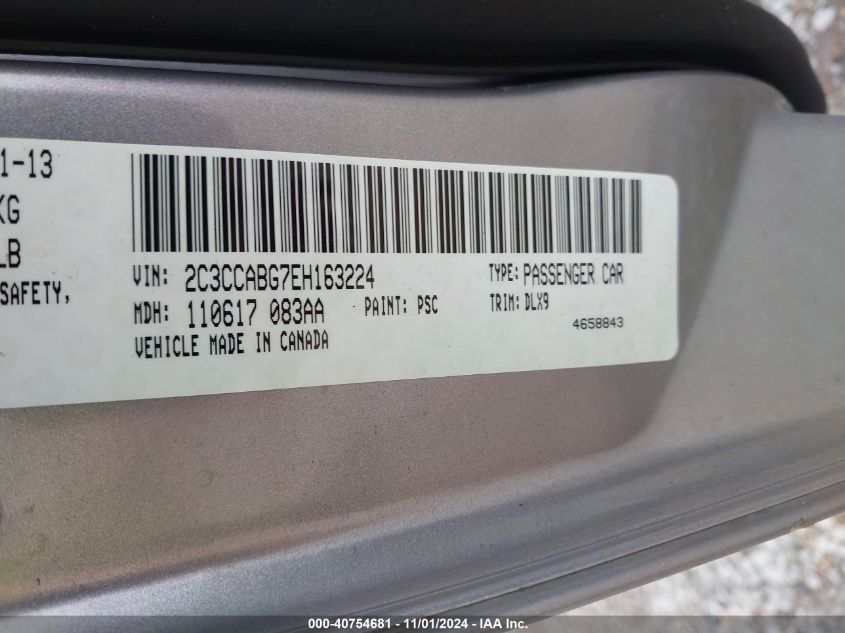 1-13
KG
LB
SAFETY,
VIN: 2C3CCABG7EH163224 TYPE: PASSENGER CAR
MDH: 110617 083AA PAINT: PSC TRIM: DLX9
VEHICLE MADE IN CANADA 4658843
000-40754681 - 11/01/2024 - IAA Inc.